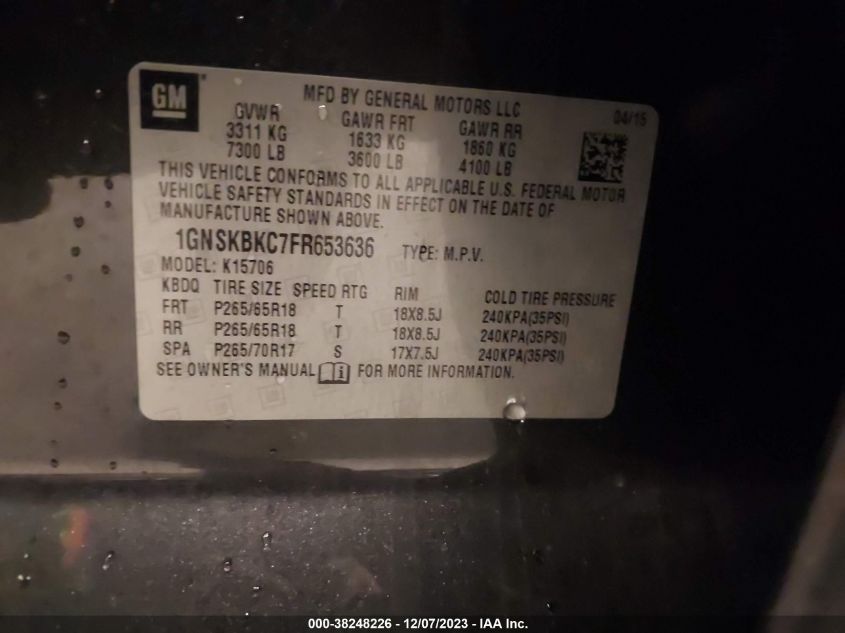 GM
MFD BY GENERAL MOTORS LLC
04/15
GVWR GAWR FRT GAWR RR
3311 KG 1633 KG 1860 KG
7300 LB 3600 LB 4100 LB
THIS VEHICLE CONFORMS TO ALL APPLICABLE U.S. FEDERAL MOTOR
VEHICLE SAFETY STANDARDS IN EFFECT ON THE DATE OF
MANUFACTURE SHOWN ABOVE.
1GNSKBKC7FR653636 TYPE: M.P.V.
MODEL: K15706
KBDQ TIRE SIZE SPEED RTG RIM COLD TIRE PRESSURE
FRT P265/65R18 T 18X8.5J 240KPA(35PSI)
RR P265/65R18 T 18X8.5J 240KPA(35PSI)
SPA P265/70R17 S 17X7.5J 240KPA(35PSI)
SEE OWNER'S MANUAL i FOR MORE INFORMATION.
000-38248226 - 12/07/2023 - IAA Inc.